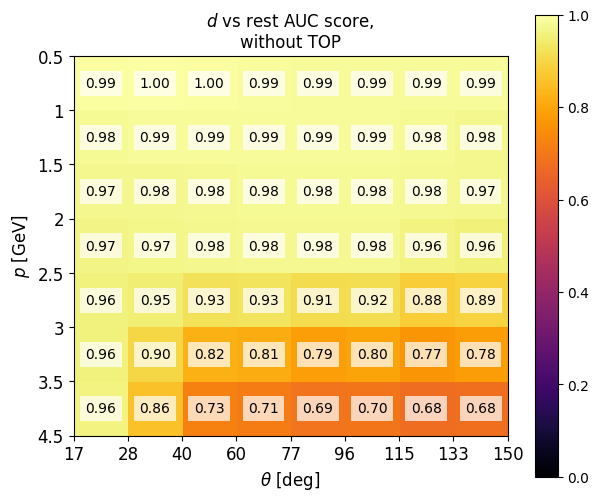 d vs rest AUC score,
without TOP
0.5
0.99 1.00 1.00 0.99 0.99 0.99 0.99 0.99
1
0.98 0.99 0.99 0.99 0.99 0.99 0.98 0.98
1.5
0.97 0.98 0.98 0.98 0.98 0.98 0.98 0.97
2
0.97 0.97 0.98 0.98 0.98 0.98 0.96 0.96
2.5
0.96 0.95 0.93 0.93 0.91 0.92 0.88 0.89
3
0.96 0.90 0.82 0.81 0.79 0.80 0.77 0.78
3.5
0.96 0.86 0.73 0.71 0.69 0.70 0.68 0.68
4.5
17 28 40 60 77 96 115 133 150
θ [deg]
p [GeV]
1.0
0.8
0.6
0.4
0.2
0.0